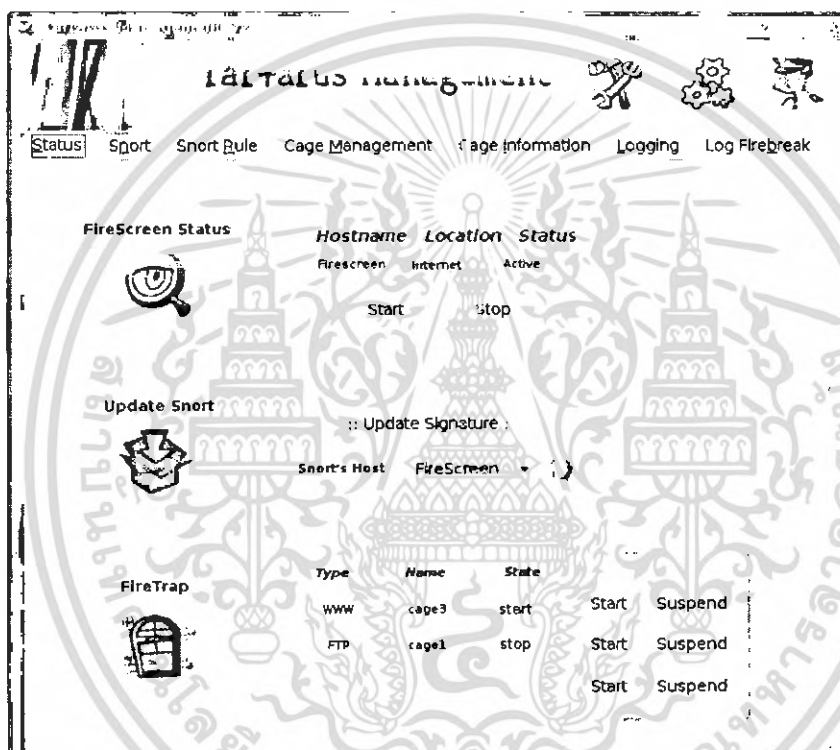 Status Snort Snort Rule Cage Management Cage Information Logging Log Firebreak
FireScreen Status
Hostname Location Status
Firescreen Internet Active
Start Stop
Update Snort
:: Update Signature :
Snort's Host FireScreen
FireTrap
Type Name State
WWW cage3 start Start Suspend
FTP cage1 stop Start Suspend
Start Suspend